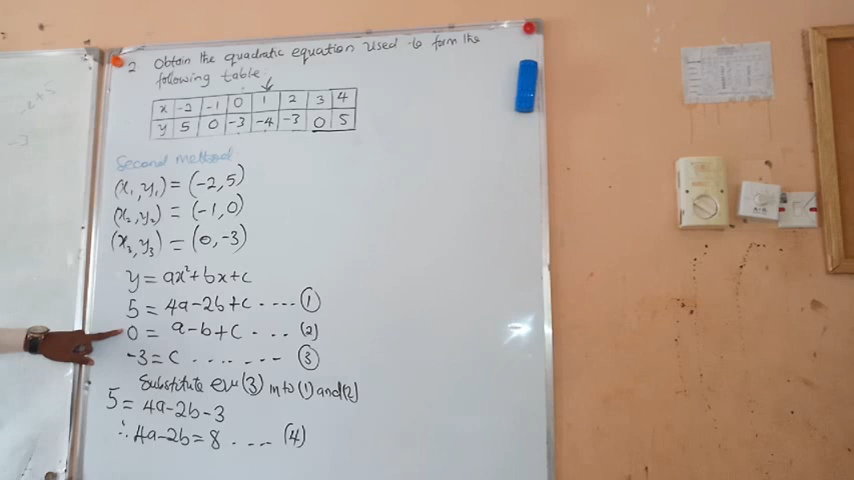 2 Obtain the quadratic equation used to form the
following table.
x -2 -1 0 1 2 3 4
y 5 0 -3 -4 -3 0 5
Second method
(x₁, y₁) = (-2, 5)
(x₂, y₂) = (-1, 0)
(x₃, y₃) = (0, -3)
y = ax² + bx + c
5 = 4a - 2b + c ..... (1)
0 = a - b + c ... (2)
-3 = c ....... (3)
Substitute equ (3) into (1) and (2)
5 = 4a - 2b - 3
∴ 4a - 2b = 8 .... (4)